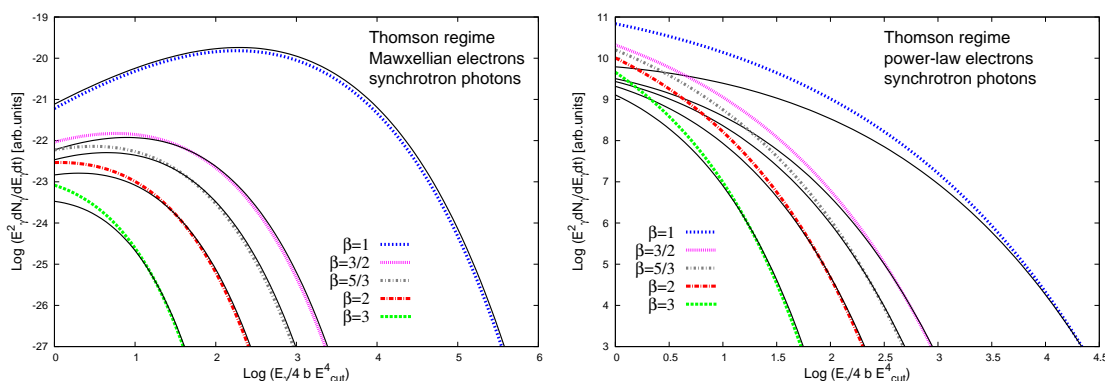 -19
-20
-21
-22
-23
-24
-25
-26
-27
0
1
2
3
4
5
6
Log (E²γdNγ/dEγdt) [arb.units]
Log (Eγ/4 b E⁴cut)
Thomson regime
Mawxellian electrons
synchrotron photons
β=1
β=3/2
β=5/3
β=2
β=3
11
10
9
8
7
6
5
4
3
0
0.5
1
1.5
2
2.5
3
3.5
4
4.5
Log (E²γdNγ/dEγdt) [arb.units]
Log (Eγ/4 b E⁴cut)
Thomson regime
power-law electrons
synchrotron photons
β=1
β=3/2
β=5/3
β=2
β=3